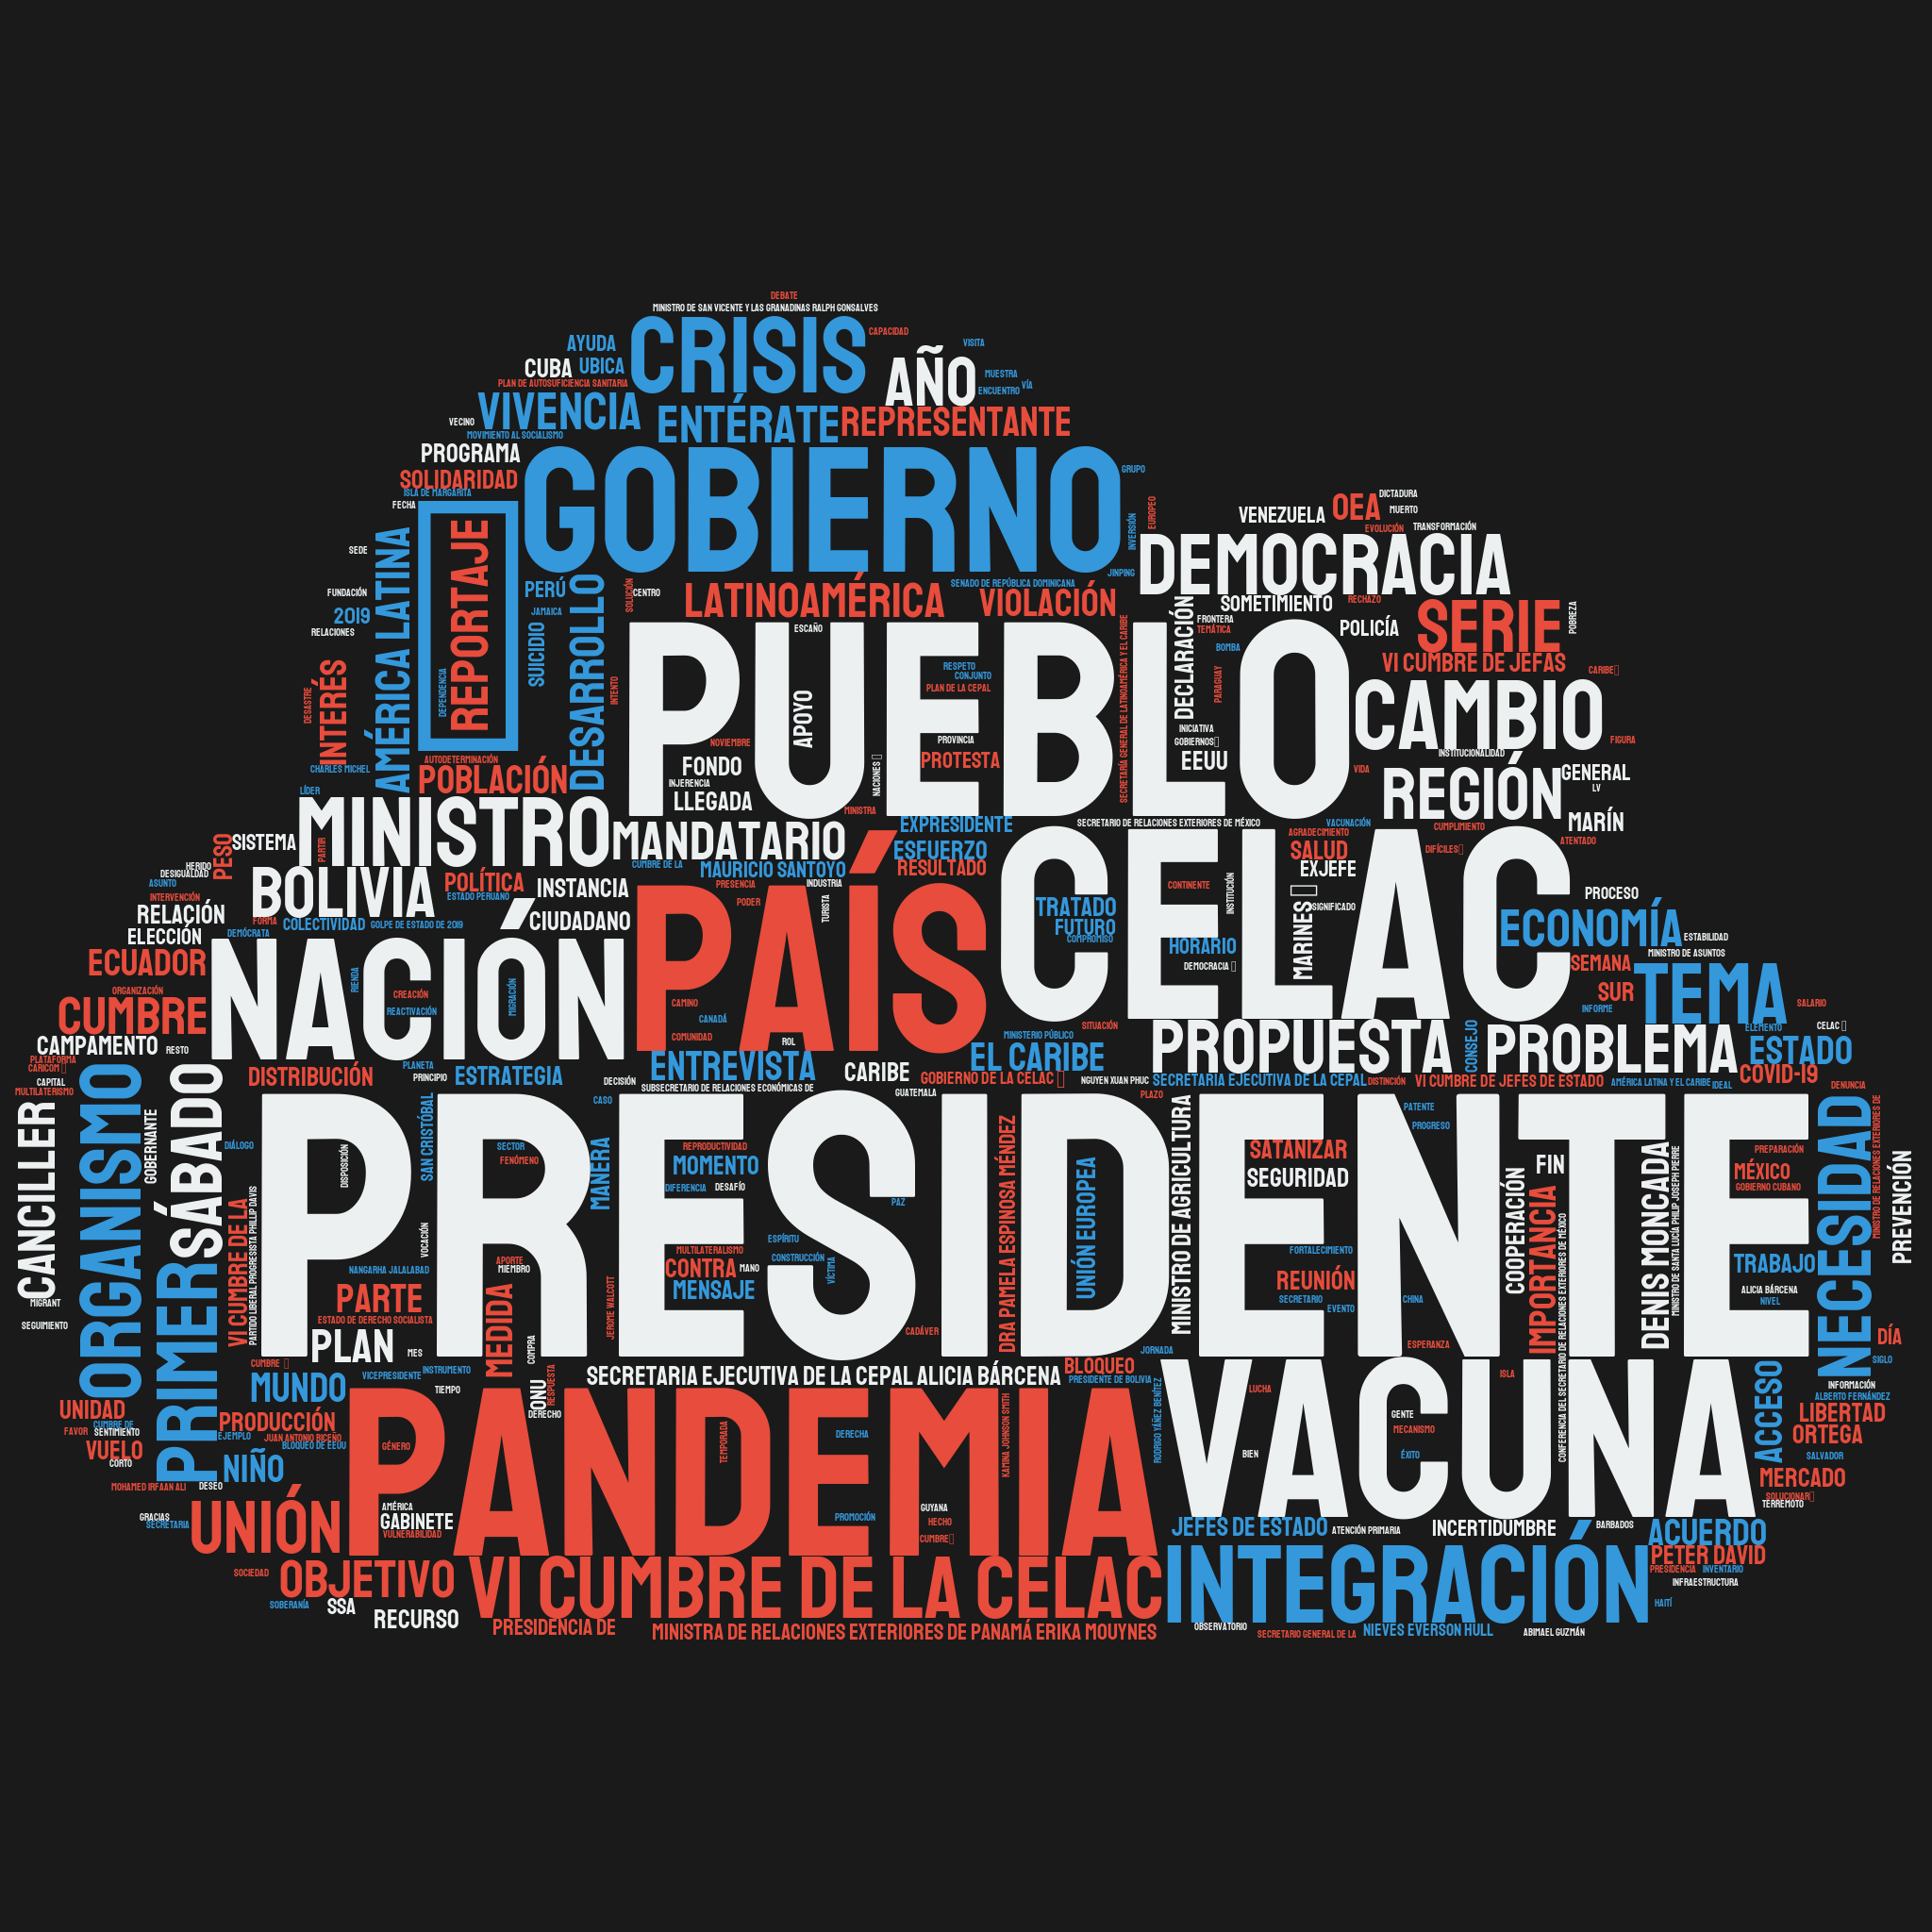 DEBATE
MINISTRO DE SAN VICENTE Y LAS GRANADINAS RALPH GONSALVES
CRISIS
CAPACIDAD
AYUDA
VISITA
CUBA
UBICA
AÑO
MUESTRA
PLAN DE AUTOSUFICIENCIA SANITARIA
ENCUENTRO
VÍA
VIVENCIA
ENTÉRATE
REPRESENTANTE
VECINO
MOVIMIENTO AL SOCIALISMO
PROGRAMA
GOBIERNO
GRUPO
SOLIDARIDAD
ISLA DE MARGARITA
FECHA
DICTADURA
OEA
MUERTO
VENEZUELA
EUROPEO
INVERSIÓN
EVOLUCIÓN
TRANSFORMACIÓN
SEDE
AMÉRICA LATINA
REPORTAJE
DEMOCRACIA
JINPING
FUNDACIÓN
PERÚ
DESARROLLO
SOLUCIÓN
CENTRO
LATINOAMÉRICA
SENADO DE REPÚBLICA DOMINICANA
VIOLACIÓN
SOMETIMIENTO
RECHAZO
SERIE
POBREZA
2019
JAMAICA
RELACIONES
SUICIDIO
PUEBLO
ESCAÑO
DECLARACIÓN
FRONTERA
TEMÁTICA
POLICÍA
BOMBA
VI CUMBRE DE JEFAS
CARIBE
INTERÉS
DESASTRE
DEPENDENCIA
INTENTO
APOYO
RESPETO
CONJUNTO
PLAN DE LA CEPAL
SECRETARÍA GENERAL DE LATINOAMÉRICA Y EL CARIBE
PARAGUAY
CAMBIO
INICIATIVA
GOBIERNOS
NOVIEMBRE
PROVINCIA
FIGURA
INSTITUCIONALIDAD
AUTODETERMINACIÓN
CHARLES MICHEL
POBLACIÓN
FONDO
INJERENCIA
NACIONES
PROTESTA
EEUU
VIDA
REGIÓN
GENERAL
LV
LÍDER
LLEGADA
MINISTRA
MINISTRO
MANDATARIO
EXPRESIDENTE
SECRETARIO DE RELACIONES EXTERIORES DE MÉXICO
VACUNACIÓN
CUMPLIMIENTO
MARÍN
SISTEMA
PESO
PARTIR
ESFUERZO
AGRADECIMIENTO
SALUD
DIFÍCILES
ATENTADO
HERIDO
DESIGUALDAD
CUMBRE DE LA
MAURICIO SANTOYO
RESULTADO
EXJEFE
ASUNTO
BOLIVIA
POLÍTICA
INSTANCIA
PRESENCIA
INDUSTRIA
CELAC
CONTINENTE
INSTITUCIÓN
PROCESO
INTERVENCIÓN
ESTADO PERUANO
PAÍS
PODER
TURISTA
TRATADO
SIGNIFICADO
RELACIÓN
FORMA
COLECTIVIDAD
GOLPE DE ESTADO DE 2019
CIUDADANO
FUTURO
COMPROMISO
HORARIO
MARINES
ECONOMÍA
ESTABILIDAD
ELECCIÓN
DEMÓCRATA
MINISTRO DE ASUNTOS
ECUADOR
NACIÓN
RIENDA
DEMOCRACIA
SEMANA
TEMA
ORGANIZACIÓN
CREACIÓN
MIGRACIÓN
CAMINO
SUR
SALARIO
CUMBRE
REACTIVACIÓN
CANADÁ
SITUACIÓN
INFORME
CELAC
ELEMENTO
CAMPAMENTO
RESTO
COMUNIDAD
ROL
MINISTERIO PÚBLICO
PROPUESTA
CONSEJO
PROBLEMA
ESTADO
PLATAFORMA
CARICOM
PLANETA
ENTREVISTA
CARIBE
EL CARIBE
CAPITAL
DISTRIBUCIÓN
PRINCIPIO
ESTRATEGIA
DECISIÓN
GOBIERNO DE LA CELAC
NGUYEN XUAN PHUC
SECRETARIA EJECUTIVA DE LA CEPAL
DISTINCIÓN
VI CUMBRE DE JEFES DE ESTADO
AMÉRICA LATINA Y EL CARIBE
IDEAL
COVID-19
MULTILATERISMO
SUBSECRETARIO DE RELACIONES ECONÓMICAS DE
GUATEMALA
PLAZO
DENUNCIA
CANCILLER
ORGANISMO
GOBERNANTE
PRIMER
SÁBADO
PRESIDENTE
SAN CRISTÓBAL
CASO
PATENTE
PROGRESO
NECESIDAD
MINISTRO DE RELACIONES EXTERIORES DE
DIÁLOGO
DISPOSICIÓN
SECTOR
FENÓMENO
MANERA
REPRODUCTIVIDAD
MOMENTO
DIFERENCIA
DESAFÍO
PAZ
DRA PAMELA ESPINOSA MÉNDEZ
UNIÓN EUROPEA
MINISTRO DE AGRICULTURA
SATANIZAR
SEGURIDAD
FIN
COOPERACIÓN
DENIS MONCADA
MINISTRO DE SANTA LUCÍA PHILIP JOSEPH PIERRE
PREPARACIÓN
MÉXICO
GOBIERNO CUBANO
PREVENCIÓN
VI CUMBRE DE LA
PARTIDO LIBERAL PROGRESISTA PHILLIP DAVIS
VOCACIÓN
ESPÍRITU
MULTILATERALISMO
CONSTRUCCIÓN
VÍCTIMA
FORTALECIMIENTO
IMPORTANCIA
TRABAJO
NANGARHA JALALABAD
APORTE
MIEMBRO
CONTRA
MANO
MENSAJE
REUNIÓN
SECRETARIO
EVENTO
CHINA
ALICIA BÁRCENA
NIVEL
MIGRANT
SEGUIMIENTO
PARTE
ESTADO DE DERECHO SOCIALISTA
MEDIDA
JEROME WALCOTT
CADÁVER
ESPERANZA
DÍA
PLAN
MES
COMPRA
JORNADA
SIGLO
CUMBRE
VICEPRESIDENTE
INSTRUMENTO
SECRETARIA EJECUTIVA DE LA CEPAL ALICIA BÁRCENA
BLOQUEO
PRESIDENTE DE BOLIVIA
VACUNA
ISLA
ACCESO
INFORMACIÓN
ALBERTO FERNÁNDEZ
MUNDO
TIEMPO
ONU
RESPUESTA
DERECHO
LUCHA
UNIDAD
CUMBRE DE
SENTIMIENTO
FAVOR
PRODUCCIÓN
EJEMPLO
JUAN ANTONIO BICEÑO
BLOQUEO DE EEUU
PANDEMIA
GÉNERO
TEMPORADA
DERECHA
KAMINA JOHNSON SMITH
RODRIGO YÁÑEZ BENÍTEZ
BIEN
GENTE
MECANISMO
ÉXITO
CONFERENCIA DEL SECRETARIO DE RELACIONES EXTERIORES DE MÉXICO
LIBERTAD
ORTEGA
SALVADOR
VUELO
CORTO
NIÑO
MERCADO
MOHAMED IRFAAN ALI
DESEO
SOLUCIONAR
TERREMOTO
GRACIAS
SECRETARIA
UNIÓN
AMÉRICA
GABINETE
VULNERABILIDAD
PROMOCIÓN
GUYANA
HECHO
CUMBRE
JEFES DE ESTADO
ATENCIÓN PRIMARIA
INCERTIDUMBRE
BARBADOS
ACUERDO
PETER DAVID
PRESIDENCIA
INVENTARIO
INFRAESTRUCTURA
SOCIEDAD
OBJETIVO
VI CUMBRE DE LA CELAC
INTEGRACIÓN
HAITÍ
SOBERANÍA
SSA
RECURSO
PRESIDENCIA DE
MINISTRA DE RELACIONES EXTERIORES DE PANAMÁ ERIKA MOUYNES
OBSERVATORIO
SECRETARIO GENERAL DE LA
NIEVES EVERSON HULL
ABIMAEL GUZMÁN